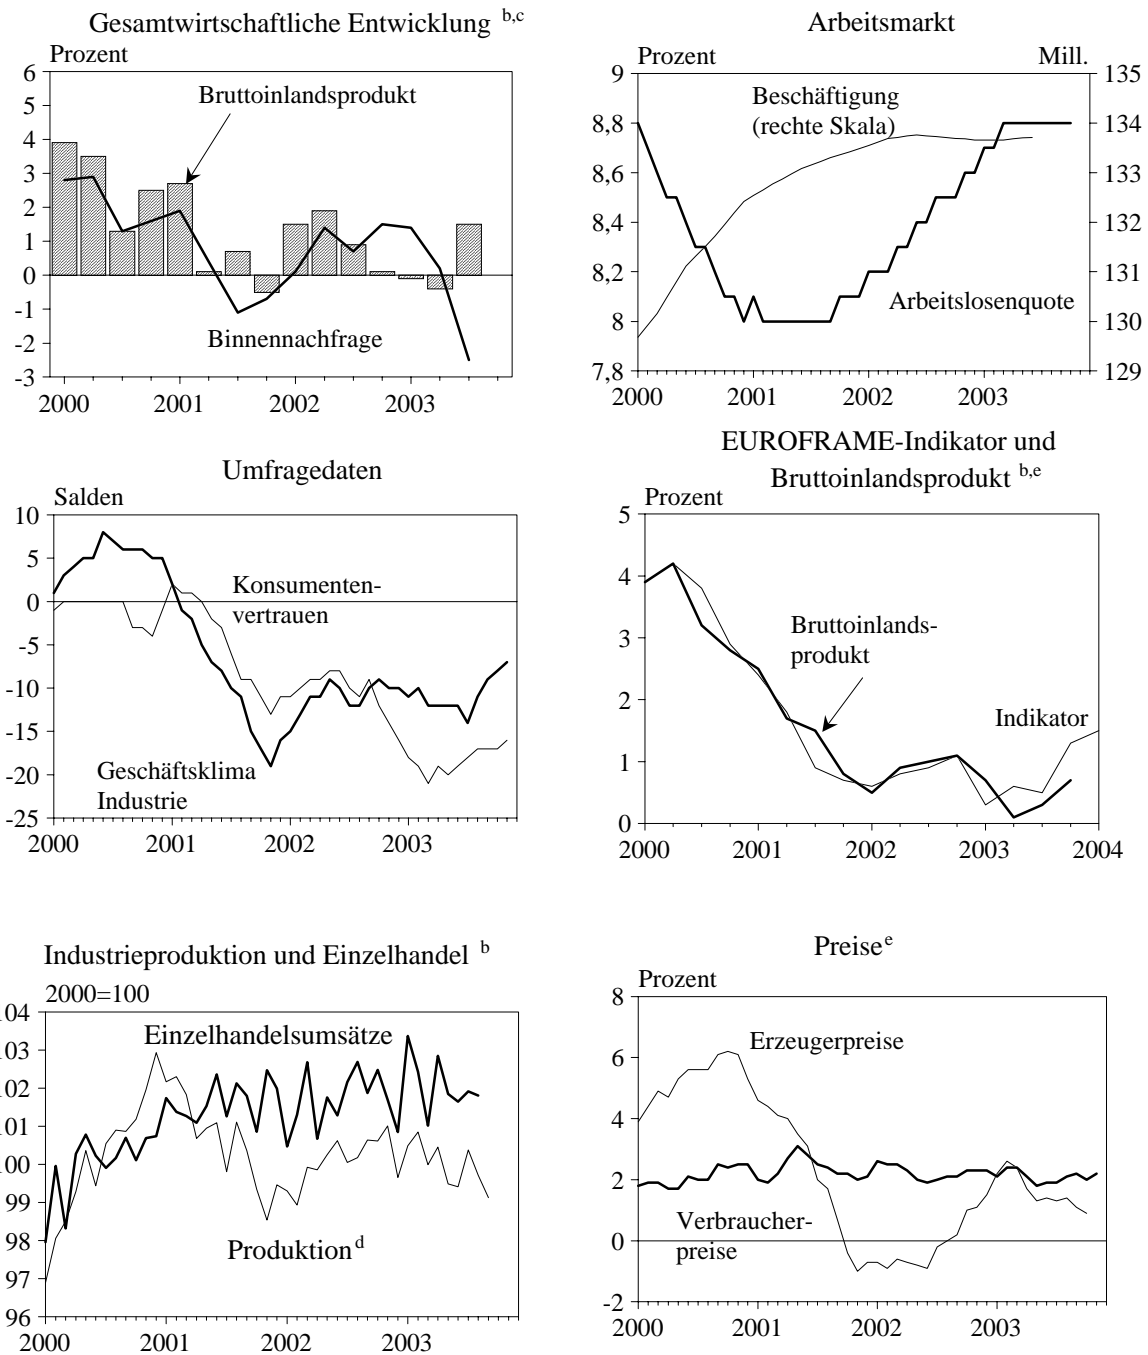 Gesamtwirtschaftliche Entwicklung b,c
Prozent
6
5
4
3
2
1
0
-1
-2
-3
Bruttoinlandsprodukt
Binnennachfrage
2000 2001 2002 2003
Arbeitsmarkt
Prozent Mill.
9
8,8
8,6
8,4
8,2
8
7,8
135
134
133
132
131
130
129
Beschäftigung
(rechte Skala)
Arbeitslosenquote
2000 2001 2002 2003
Umfragedaten
Salden
10
5
0
-5
-10
-15
-20
-25
Konsumenten-
vertrauen
Geschäftsklima
Industrie
2000 2001 2002 2003
EUROFRAME-Indikator und
Bruttoinlandsprodukt b,e
Prozent
5
4
3
2
1
0
Bruttoinlands-
produkt
Indikator
2000 2001 2002 2003 2004
Industrieproduktion und Einzelhandel b
2000=100
104
103
102
101
100
99
98
97
96
Einzelhandelsumsätze
Produktion d
2000 2001 2002 2003
Preise e
Prozent
8
6
4
2
0
-2
Erzeugerpreise
Verbraucher-
preise
2000 2001 2002 2003